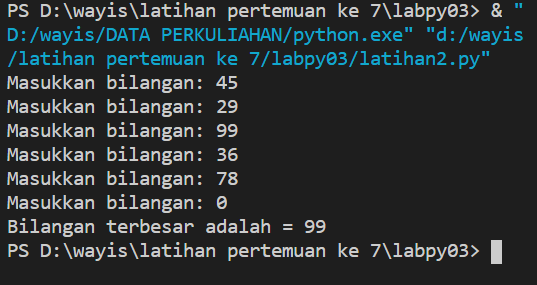 PS D:\wayis\latihan pertemuan ke 7\labpy03> & "
D:/wayis/DATA PERKULIAHAN/python.exe" "d:/wayis
/latihan pertemuan ke 7/labpy03/latihan2.py"
Masukkan bilangan: 45
Masukkan bilangan: 29
Masukkan bilangan: 99
Masukkan bilangan: 36
Masukkan bilangan: 78
Masukkan bilangan: 0
Bilangan terbesar adalah = 99
PS D:\wayis\latihan pertemuan ke 7\labpy03>